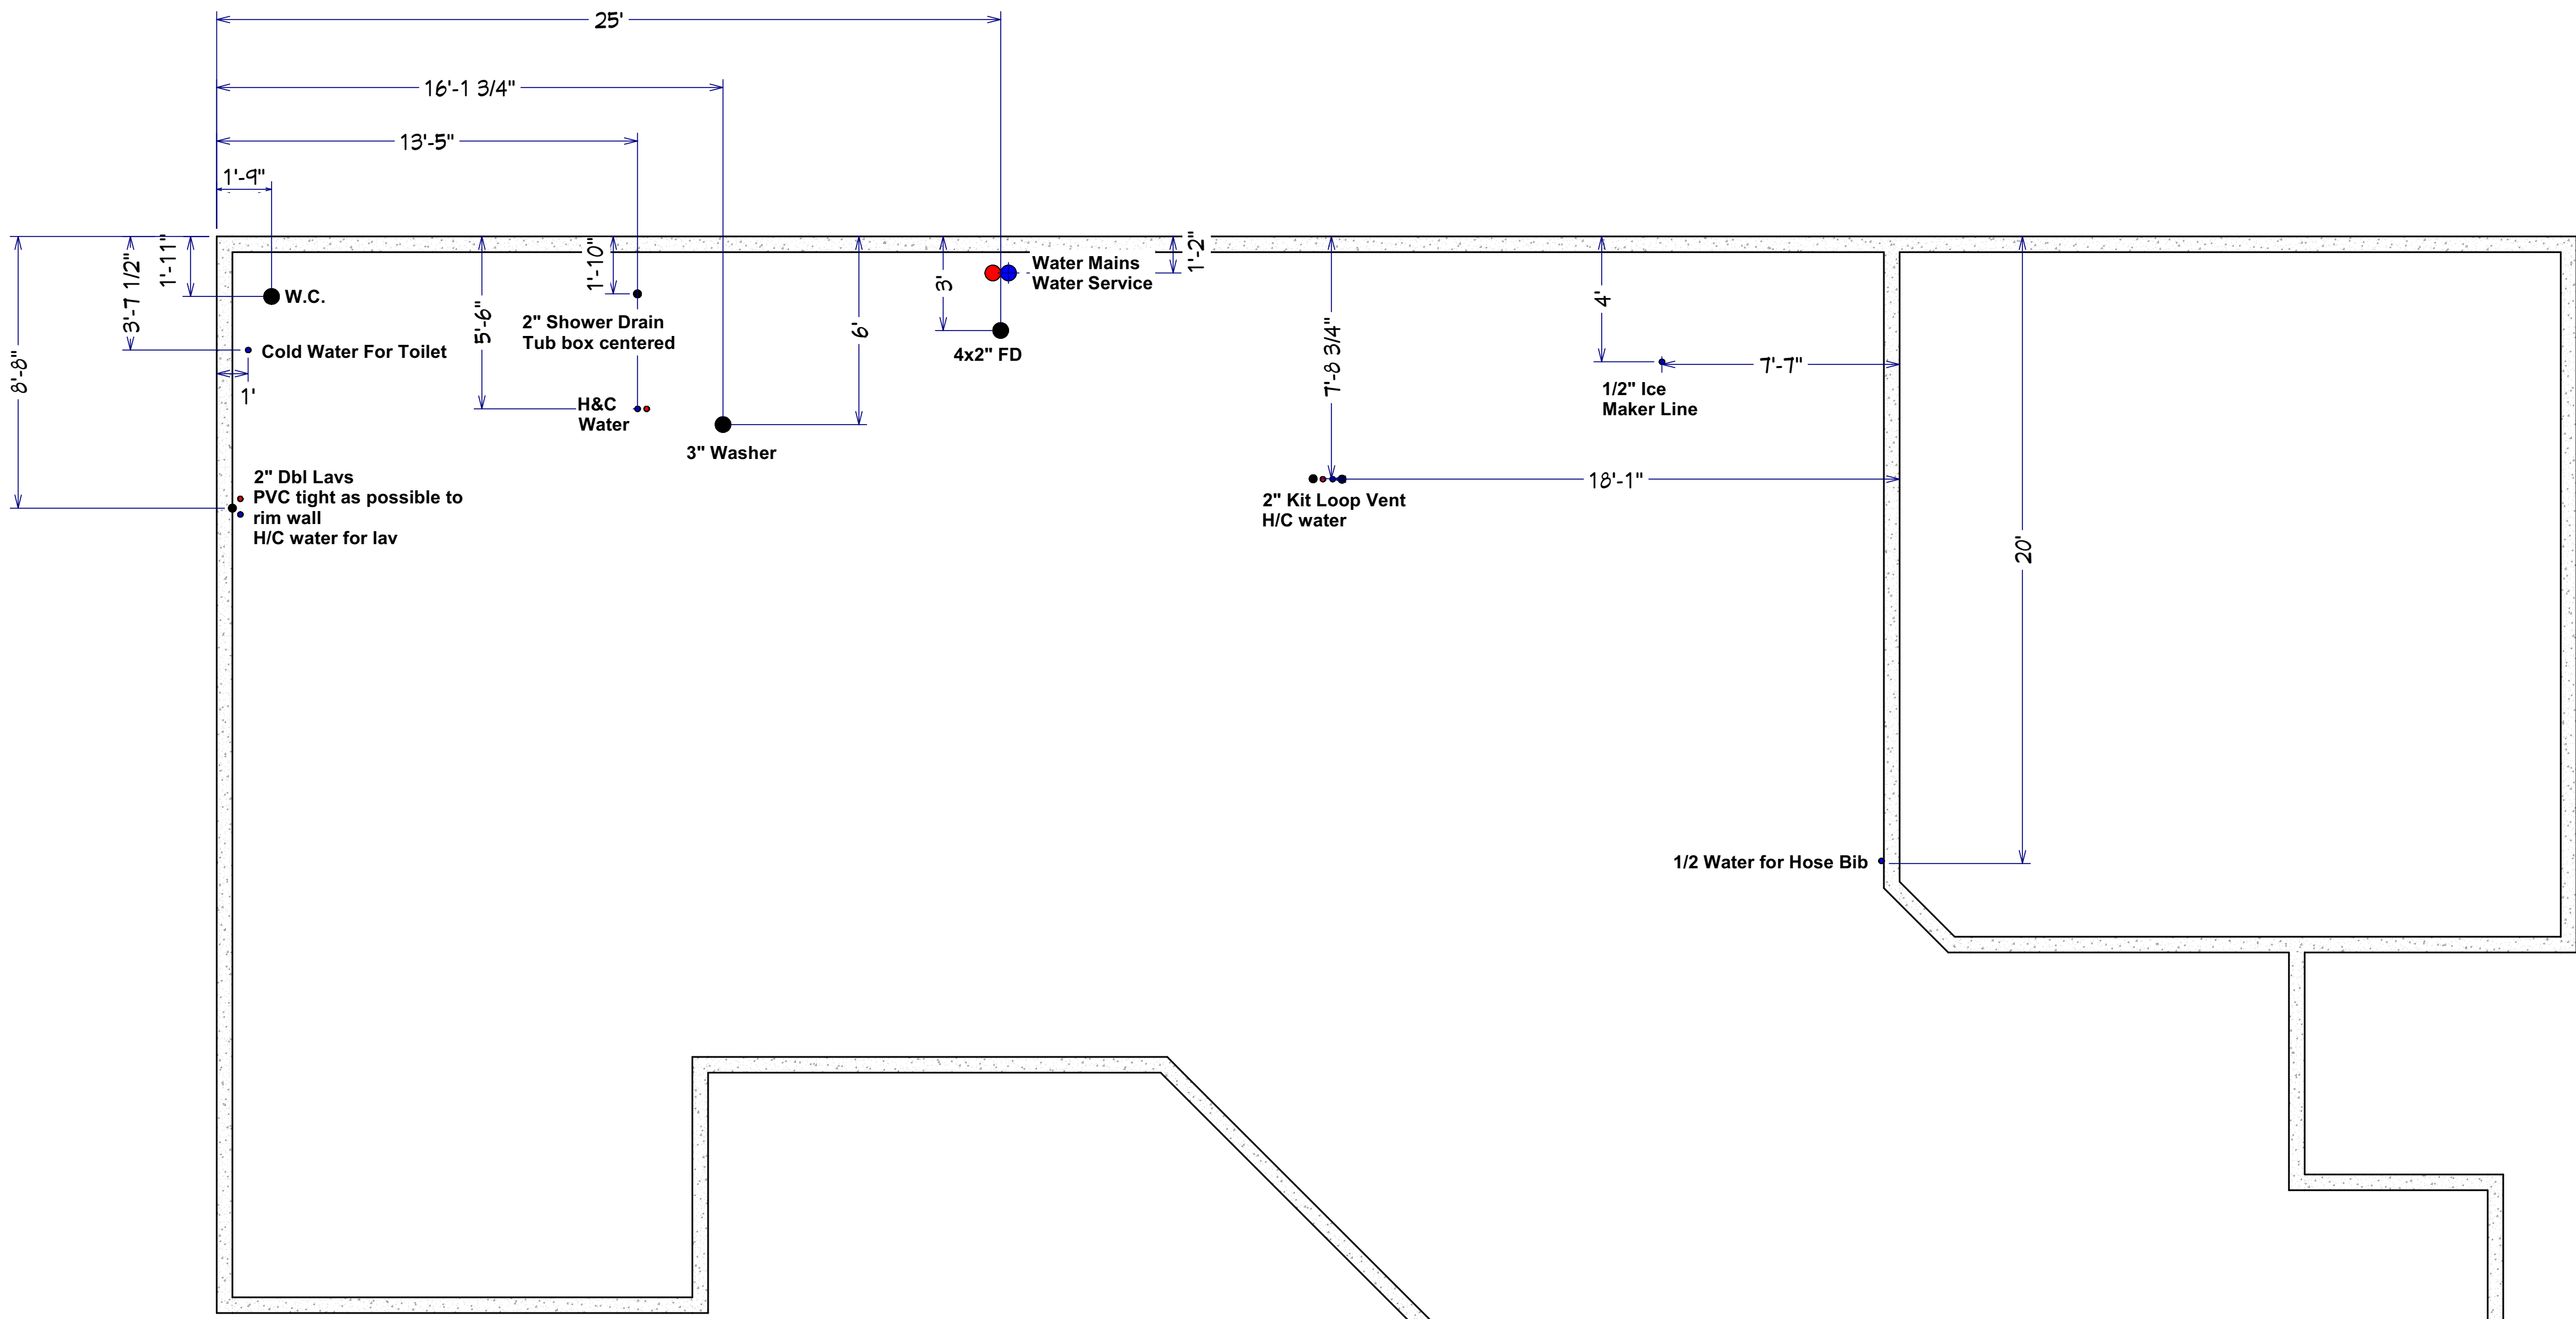 25'
16'-1 3/4"
13'-5"
1'-9"
8'-8"
3'-7 1/2"
1'-11"
5'-6"
1'-10"
6'
3'
1'-2"
7'-8 3/4"
4'
20'
Water Mains
Water Service
W.C.
2" Shower Drain
Tub box centered
Cold Water For Toilet
4x2" FD
7'-7"
1'
1/2" Ice
Maker Line
H&C
Water
3" Washer
2" Dbl Lavs
PVC tight as possible to
rim wall
H/C water for lav
18'-1"
2" Kit Loop Vent
H/C water
1/2 Water for Hose Bib